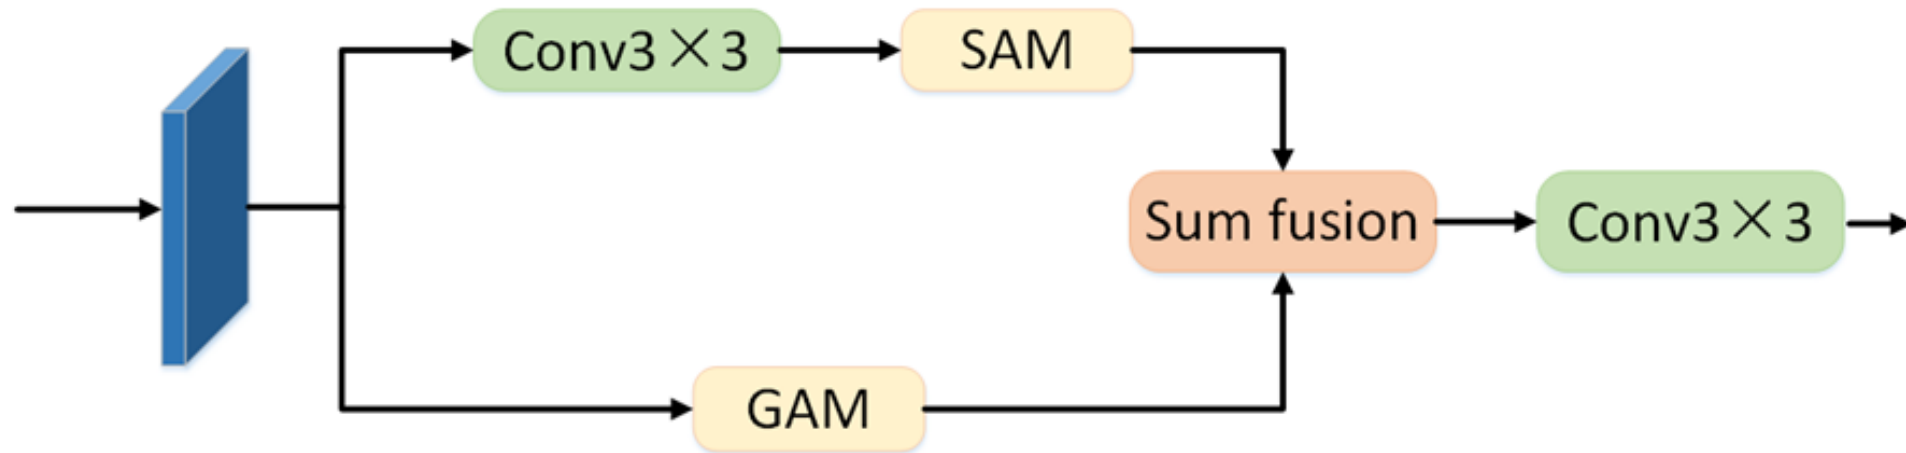 Conv3×3
SAM
Sum fusion
Conv3×3
GAM